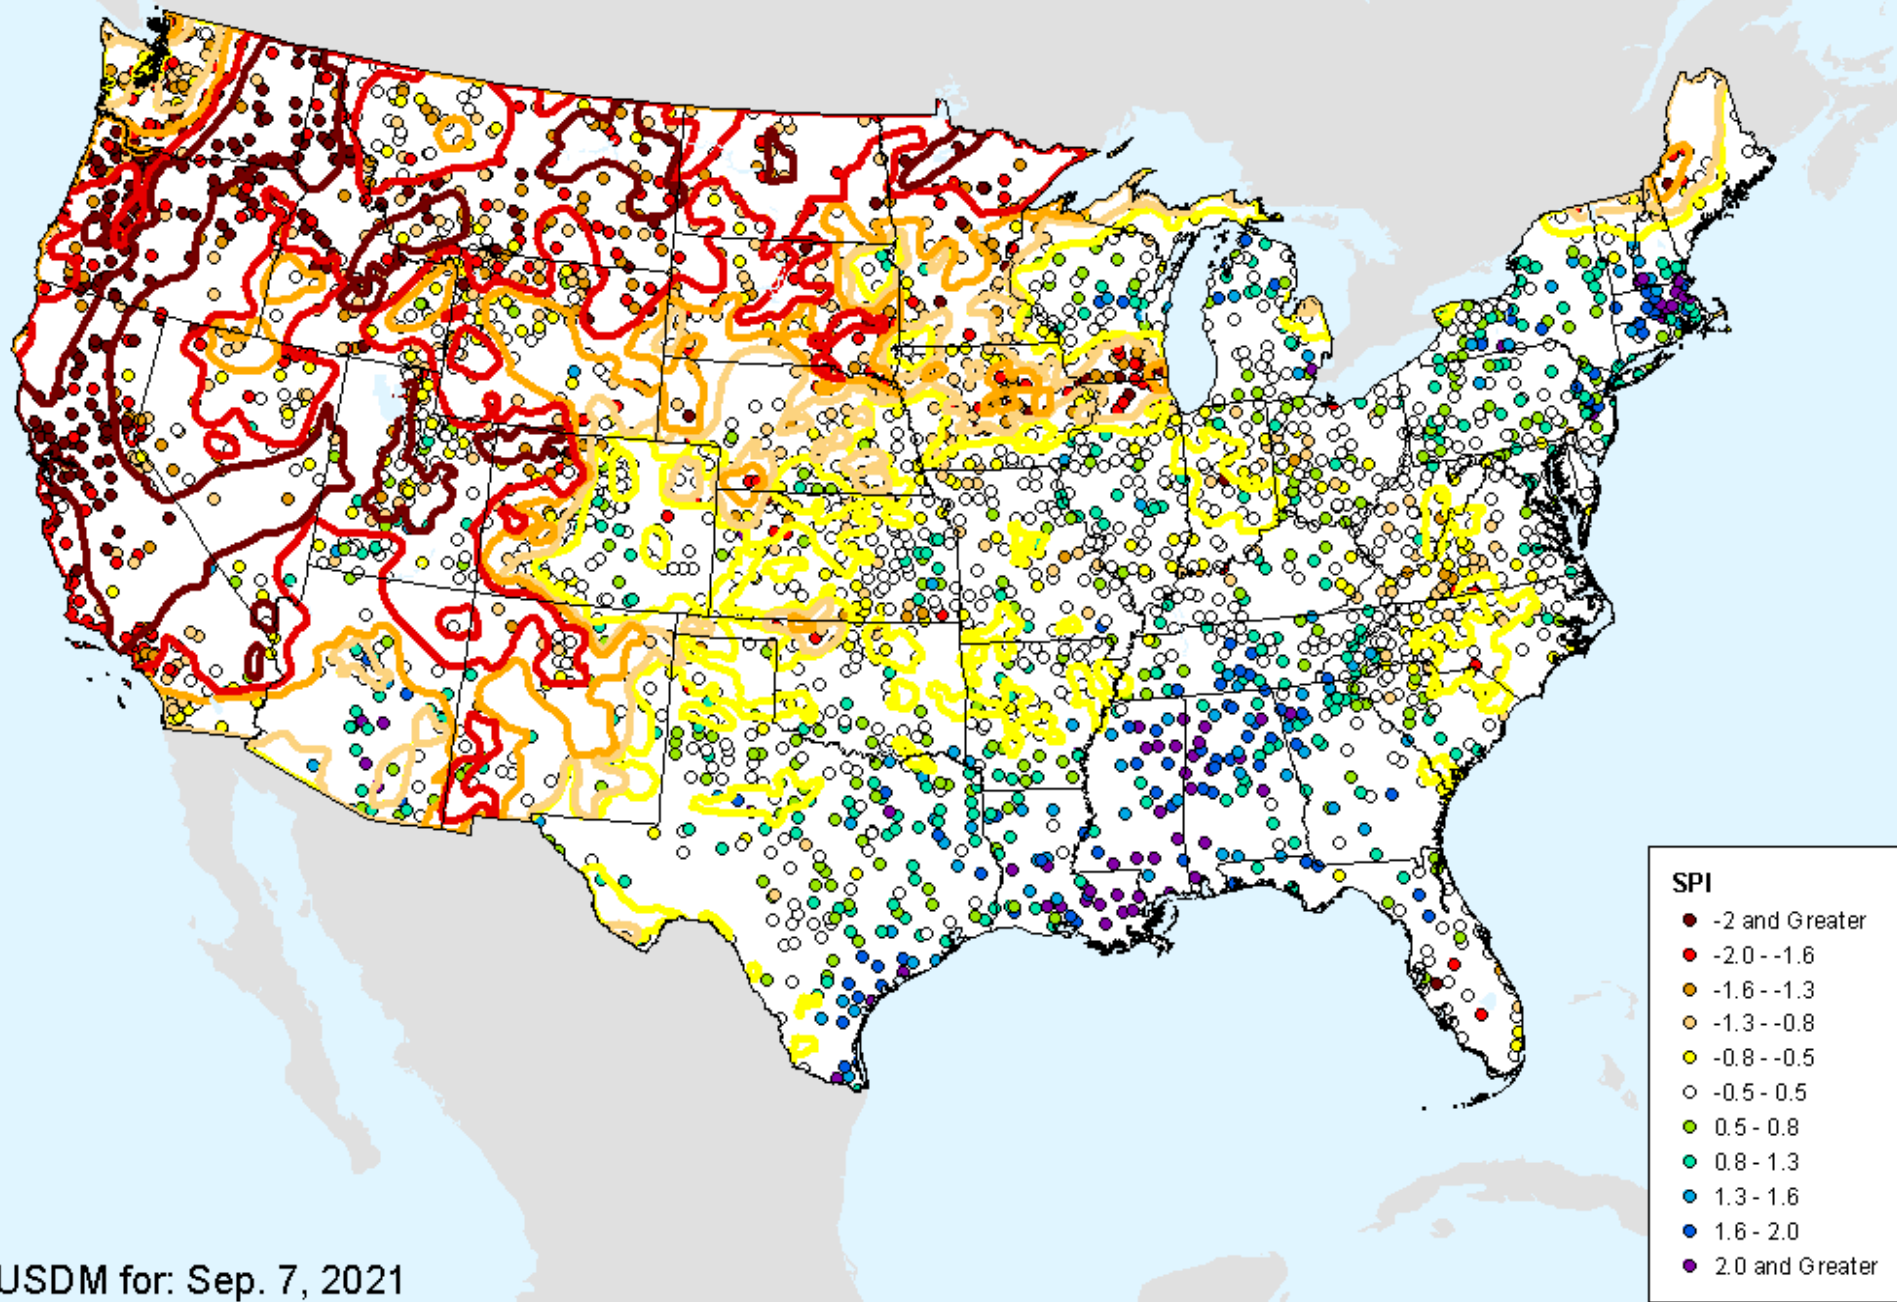 SPI
-2 and Greater
-2.0 - -1.6
-1.6 - -1.3
-1.3 - -0.8
-0.8 - -0.5
-0.5 - 0.5
0.5 - 0.8
0.8 - 1.3
1.3 - 1.6
1.6 - 2.0
2.0 and Greater
USDM for: Sep. 7, 2021